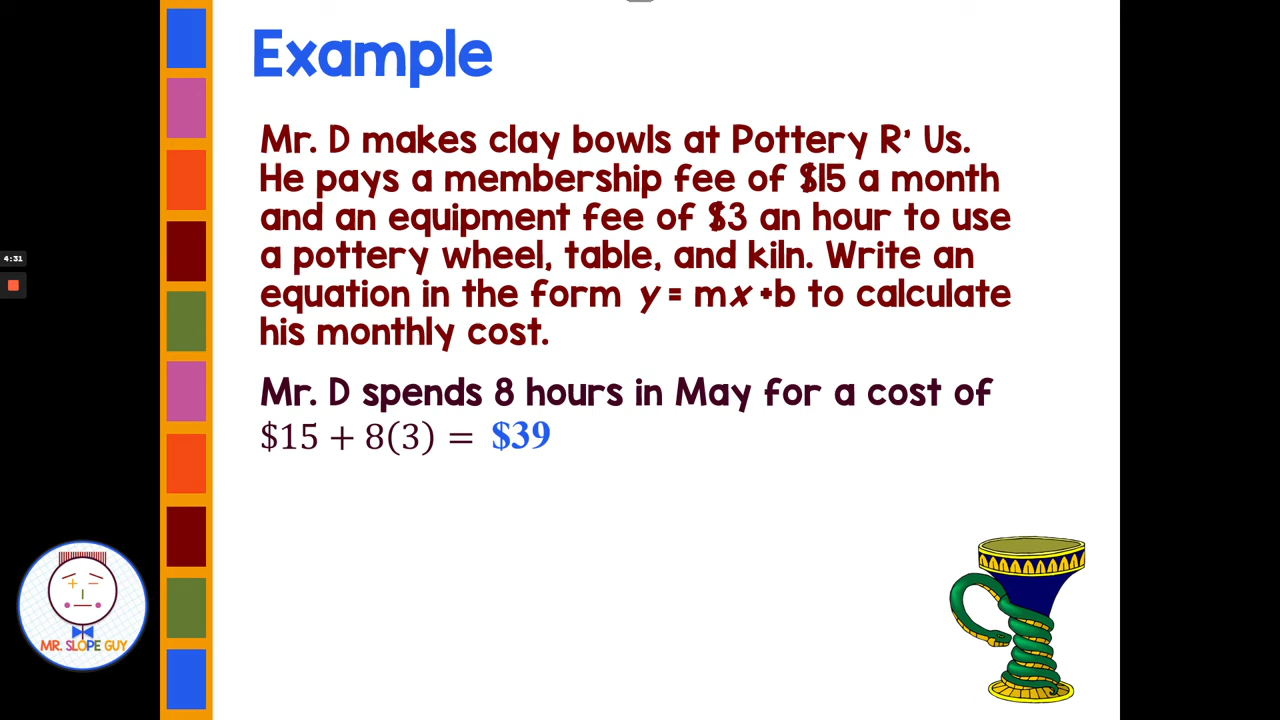 Example
Mr. D makes clay bowls at Pottery R' Us.
He pays a membership fee of $15 a month
and an equipment fee of $3 an hour to use
a pottery wheel, table, and kiln. Write an
equation in the form y = mx +b to calculate
his monthly cost.
Mr. D spends 8 hours in May for a cost of
$15 + 8(3) = $39
4:31
MR. SLOPE GUY